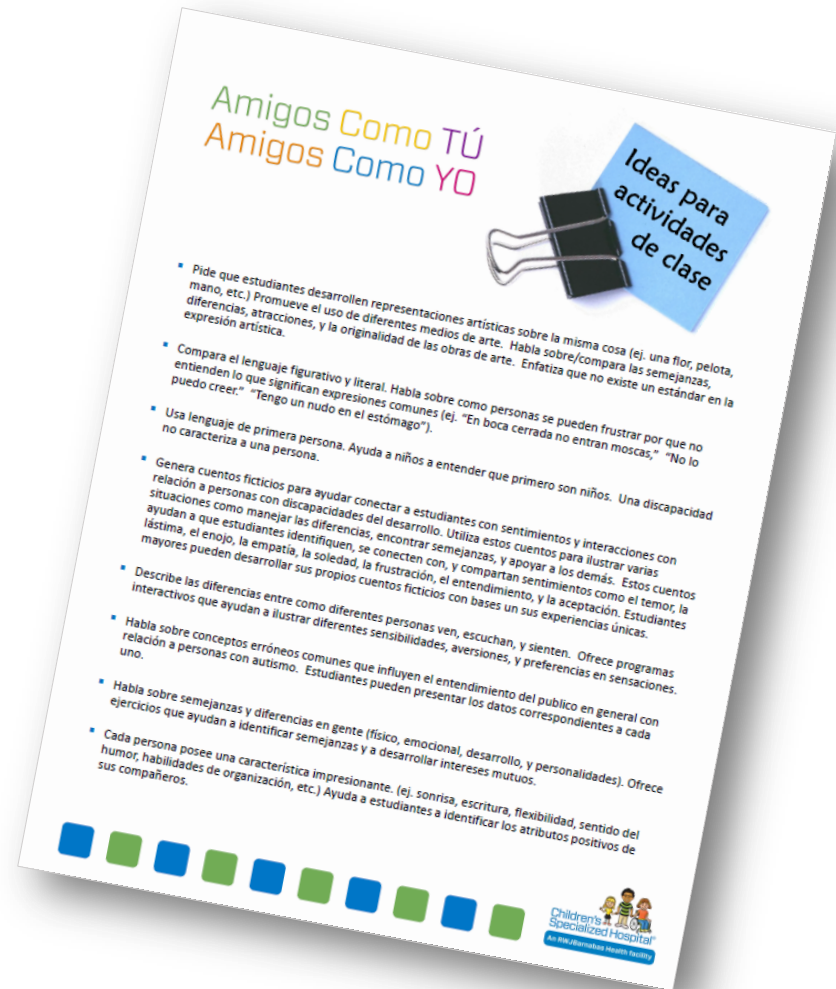 Amigos Como TÚ
Amigos Como YO
Ideas para
actividades
de clase
▪ Pide que estudiantes desarrollen representaciones artísticas sobre la misma cosa (ej. una flor, pelota,
mano, etc.) Promueve el uso de diferentes medios de arte. Habla sobre/compara las semejanzas,
diferencias, atracciones, y la originalidad de las obras de arte. Enfatiza que no existe un estándar en la
expresión artística.
▪ Compara el lenguaje figurativo y literal. Habla sobre como personas se pueden frustrar por que no
entienden lo que significan expresiones comunes (ej. “En boca cerrada no entran moscas,” “No lo
puedo creer.” “Tengo un nudo en el estómago”).
▪ Usa lenguaje de primera persona. Ayuda a niños a entender que primero son niños. Una discapacidad
no caracteriza a una persona.
▪ Genera cuentos ficticios para ayudar conectar a estudiantes con sentimientos y interacciones con
relación a personas con discapacidades del desarrollo. Utiliza estos cuentos para ilustrar varias
situaciones como manejar las diferencias, encontrar semejanzas, y apoyar a los demás. Estos cuentos
ayudan a que estudiantes identifiquen, se conecten con, y compartan sentimientos como el temor, la
lástima, el enojo, la empatía, la soledad, la frustración, el entendimiento, y la aceptación. Estudiantes
mayores pueden desarrollar sus propios cuentos ficticios con bases un sus experiencias únicas.
▪ Describe las diferencias entre como diferentes personas ven, escuchan, y sienten. Ofrece programas
interactivos que ayudan a ilustrar diferentes sensibilidades, aversiones, y preferencias en sensaciones.
▪ Habla sobre conceptos erróneos comunes que influyen el entendimiento del publico en general con
relación a personas con autismo. Estudiantes pueden presentar los datos correspondientes a cada
uno.
▪ Habla sobre semejanzas y diferencias en gente (físico, emocional, desarrollo, y personalidades). Ofrece
ejercicios que ayudan a identificar semejanzas y a desarrollar intereses mutuos.
▪ Cada persona posee una característica impresionante. (ej. sonrisa, escritura, flexibilidad, sentido del
humor, habilidades de organización, etc.) Ayuda a estudiantes a identificar los atributos positivos de
sus compañeros.
Children's
Specialized Hospital
An RWJBarnabas Health facility